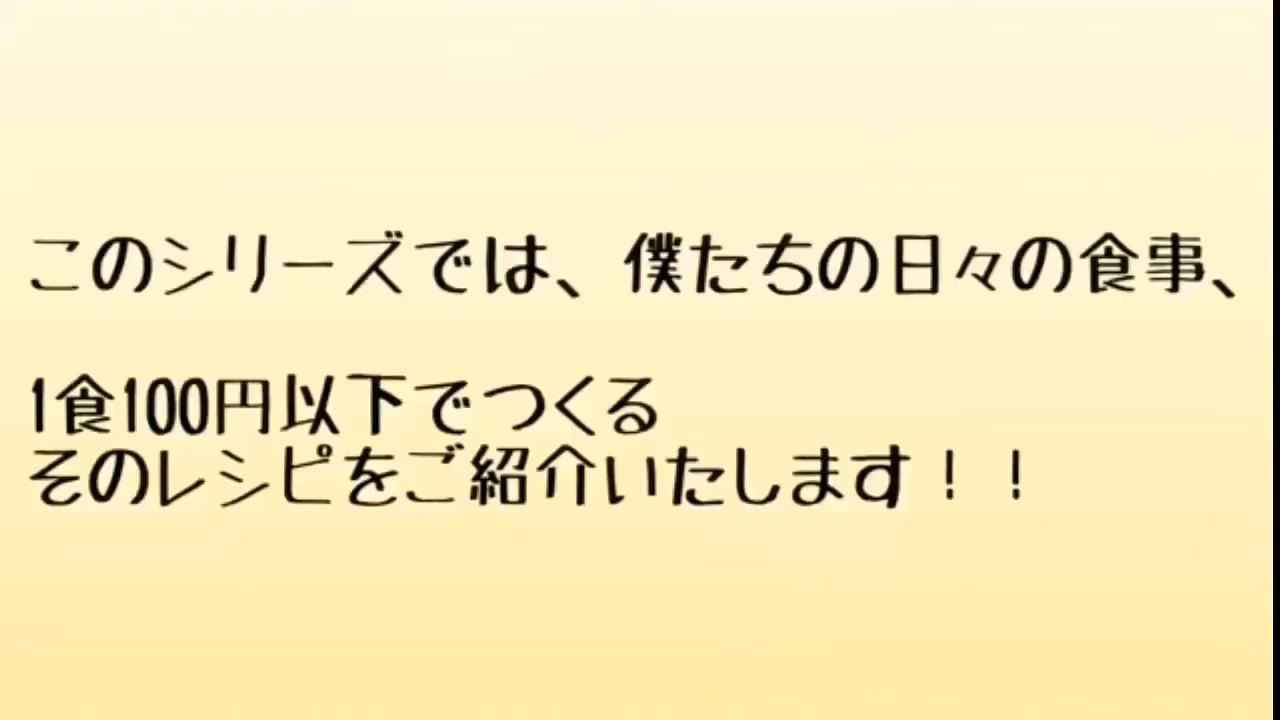 このシリーズでは、僕たちの日々の食事、
1食100円以下でつくる
そのレシピをご紹介いたします！！